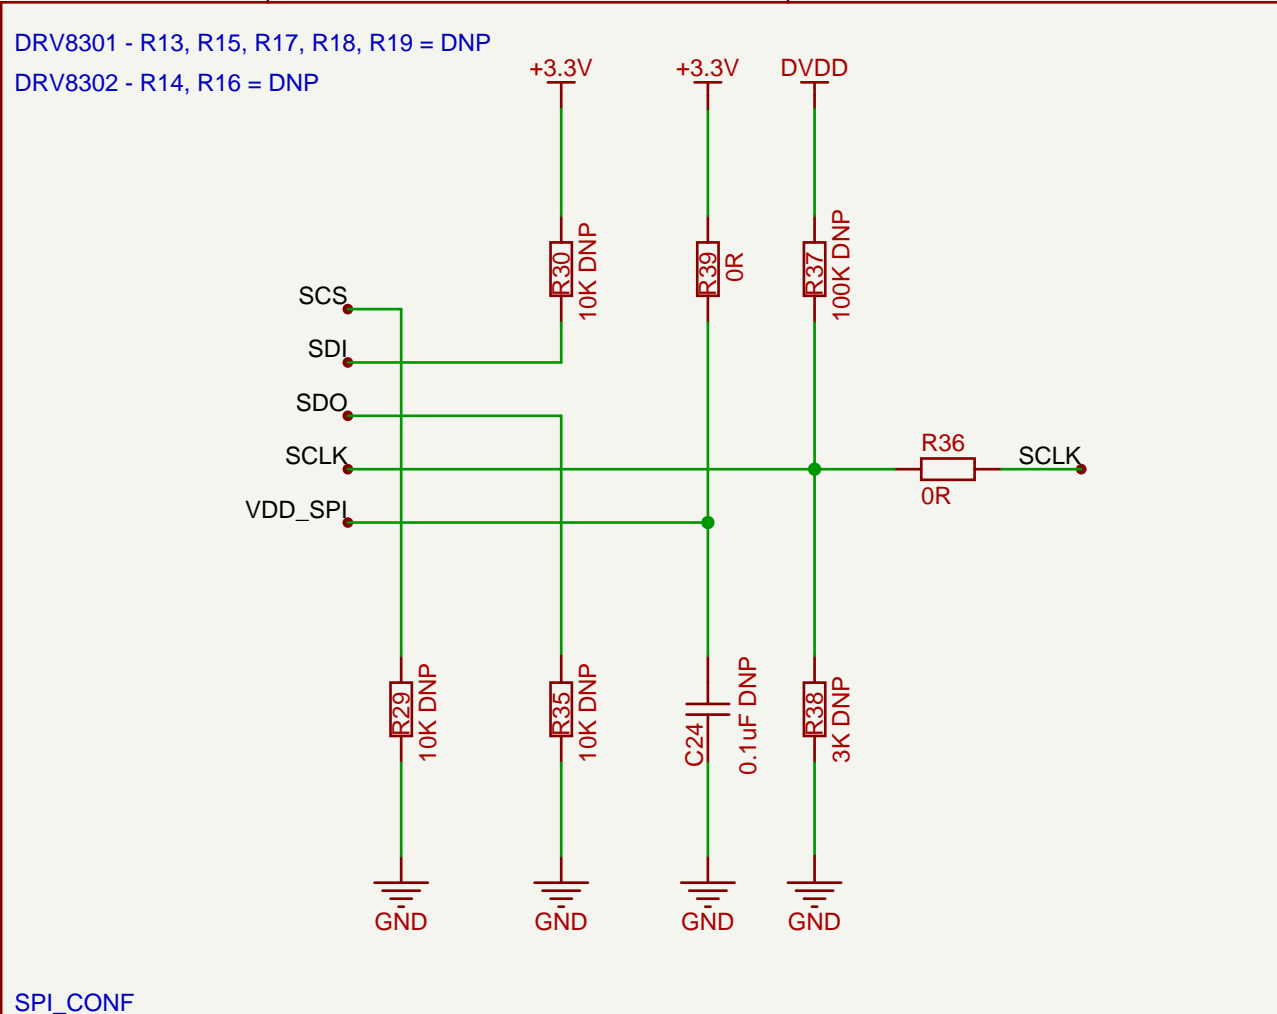 DRV8301 - R13, R15, R17, R18, R19 = DNP
DRV8302 - R14, R16 = DNP
+3.3V
+3.3V
DVDD
R30
10K DNP
R39
0R
R37
100K DNP
SCS
SDI
SDO
SCLK
VDD_SPI
R36
0R
SCLK
R29
10K DNP
R35
10K DNP
C24
0.1uF DNP
R38
3K DNP
GND
GND
GND
GND
SPI_CONF